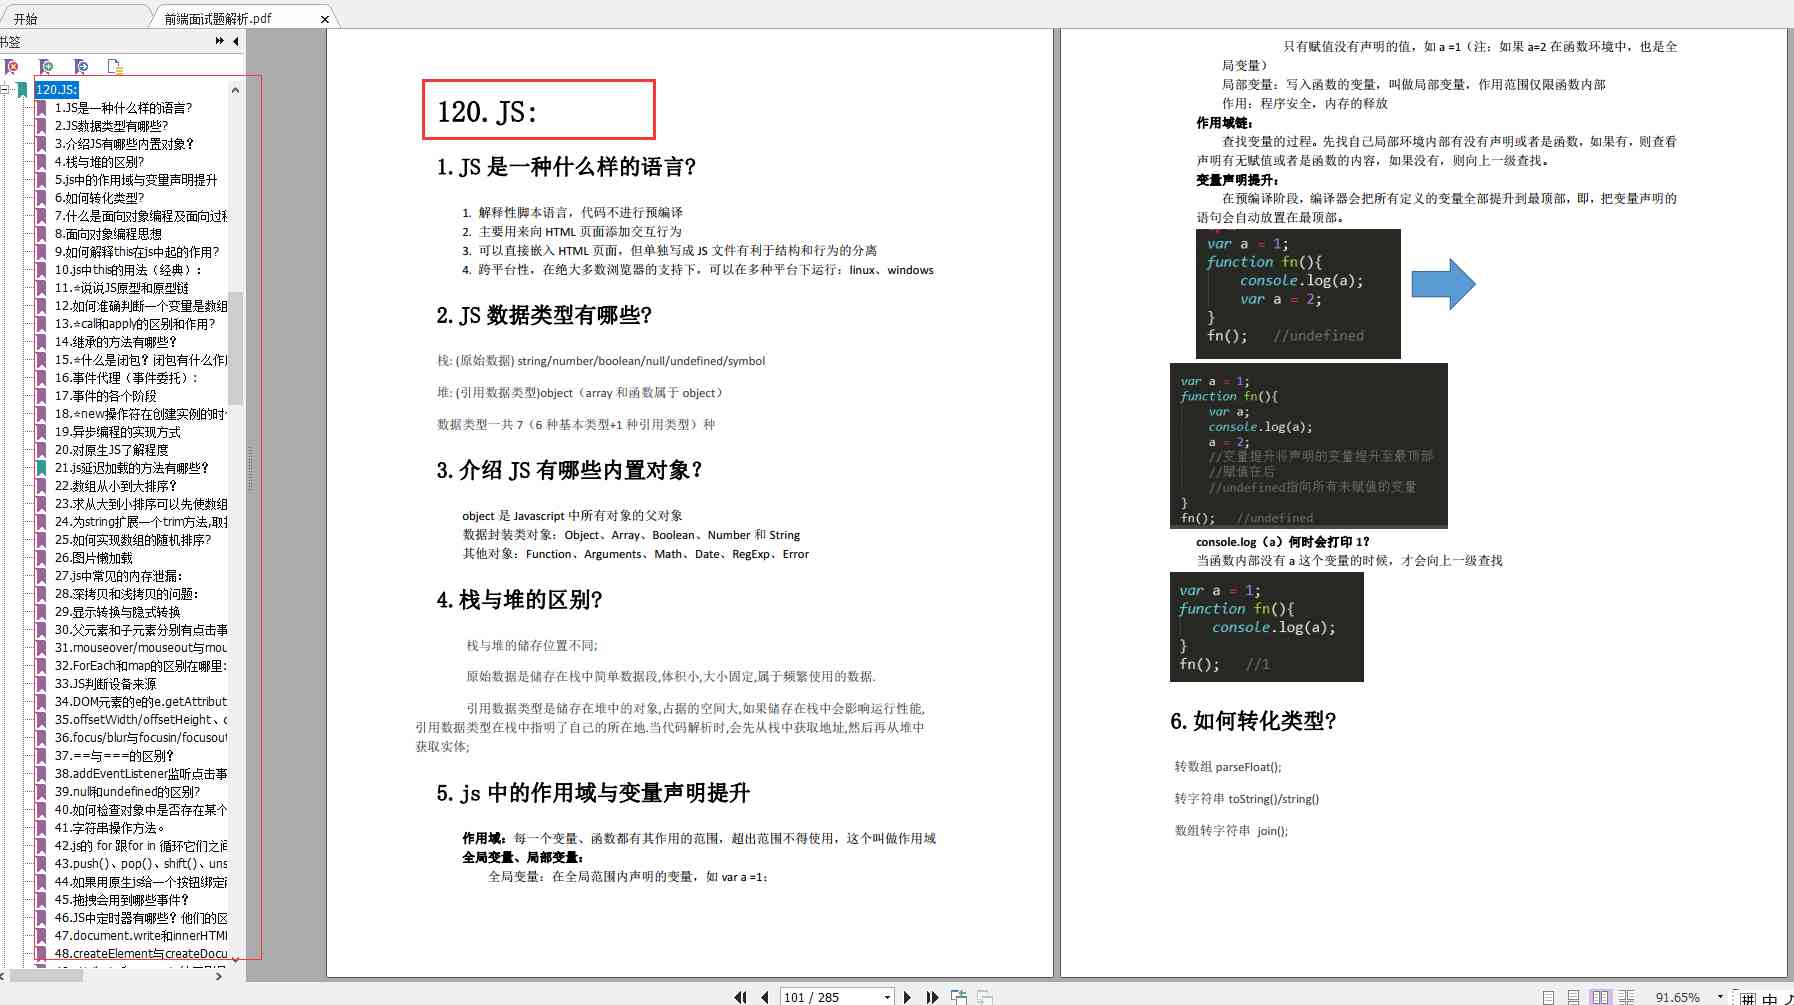 开始
前端面试题解析.pdf
书签
120.JS:
1.JS是一种什么样的语言?
2.JS数据类型有哪些?
3.介绍JS有哪些内置对象?
4.栈与堆的区别?
5.js中的作用域与变量声明提升
6.如何转化类型?
7.什么是面向对象编程及面向过程
8.面向对象编程思想
9.如何解释this在js中起的作用?
10.js中this的用法（经典）:
11.☆说说JS原型和原型链
12.如何准确判断一个变量是数组
13.☆call和apply的区别和作用?
14.继承的方法有哪些?
15.☆什么是闭包? 闭包有什么作
16.事件代理（事件委托）:
17.事件的各个阶段
18.☆new操作符在创建实例的时
19.异步编程的实现方式
20.对原生JS了解程度
21.js延迟加载的方法有哪些?
22.数组从小到大排序?
23.求从大到小排序可以先使数组
24.为string扩展一个trim方法,取
25.如何实现数组的随机排序?
26.图片懒加载
27.js中常见的内存泄漏:
28.深拷贝和浅拷贝的问题:
29.显示转换与隐式转换
30.父元素和子元素分别有点击事
31.mouseover/mouseout与mou
32.ForEach和map的区别在哪里:
33.JS判断设备来源
34.DOM元素的e的e.getAttribut
35.offsetWidth/offsetHeight、c
36.focus/blur与focusin/focusout
37.==与===的区别?
38.addEventListener监听点击事
39.null和undefined的区别?
40.如何检查对象中是否存在某个
41.字符串操作方法。
42.js的 for 跟for in 循环它们之间
43.push()、pop()、shift()、uns
44.如果用原生js给一个按钮绑定
45.拖拽会用到哪些事件?
46.JS中定时器有哪些? 他们的区
47.document.write和innerHTMI
48.createElement与createDocu
120.JS:
1.JS 是一种什么样的语言?
1. 解释性脚本语言，代码不进行预编译
2. 主要用来向 HTML 页面添加交互行为
3. 可以直接嵌入 HTML 页面，但单独写成 JS 文件有利于结构和行为的分离
4. 跨平台性，在绝大多数浏览器的支持下，可以在多种平台下运行：linux、windows
2.JS 数据类型有哪些?
栈: (原始数据) string/number/boolean/null/undefined/symbol
堆: (引用数据类型)object（array 和函数属于 object）
数据类型一共 7（6 种基本类型+1 种引用类型）种
3.介绍 JS 有哪些内置对象?
object 是 Javascript 中所有对象的父对象
数据封装类对象：Object、Array、Boolean、Number 和 String
其他对象：Function、Arguments、Math、Date、RegExp、Error
4.栈与堆的区别?
栈与堆的储存位置不同;
原始数据是储存在栈中简单数据段,体积小,大小固定,属于频繁使用的数据.
引用数据类型是储存在堆中的对象,占据的空间大,如果储存在栈中会影响运行性能,
引用数据类型在栈中指明了自己的所在地.当代码解析时,会先从栈中获取地址,然后再从堆中
获取实体;
5.js 中的作用域与变量声明提升
作用域：每一个变量、函数都有其作用的范围，超出范围不得使用，这个叫做作用域
全局变量、局部变量：
全局变量：在全局范围内声明的变量，如 var a =1;
只有赋值没有声明的值，如 a =1（注：如果 a=2 在函数环境中，也是全
局变量）
局部变量：写入函数的变量，叫做局部变量，作用范围仅限函数内部
作用：程序安全，内存的释放
作用域链：
查找变量的过程。先找自己局部环境内部有没有声明或者是函数，如果有，则查看
声明有无赋值或者是函数的内容，如果没有，则向上一级查找。
变量声明提升：
在预编译阶段，编译器会把所有定义的变量全部提升到最顶部，即，把变量声明的
语句会自动放置在最顶部。
var a = 1;
function fn(){
console.log(a);
var a = 2;
}
fn(); //undefined
var a = 1;
function fn(){
var a;
console.log(a);
a = 2;
//变量提升将声明的变量提升至最顶部
//赋值在后
//undefined指向所有未赋值的变量
}
fn(); //undefined
console.log（a）何时会打印 1?
当函数内部没有 a 这个变量的时候，才会向上一级查找
var a = 1;
function fn(){
console.log(a);
}
fn(); //1
6.如何转化类型?
转数组 parseFloat();
转字符串 toString()/string()
数组转字符串 join();
101 / 285
91.65%
拼 中